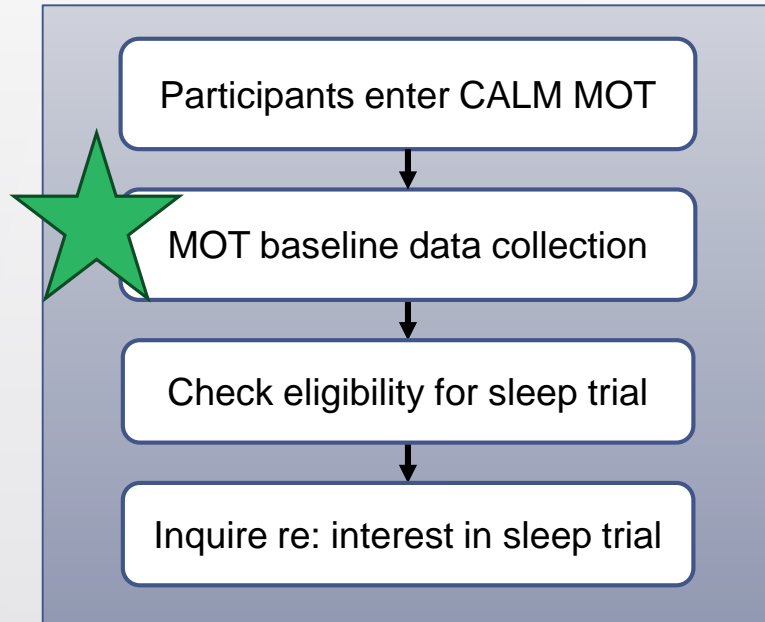 Participants enter CALM MOT
MOT baseline data collection
Check eligibility for sleep trial
Inquire re: interest in sleep trial